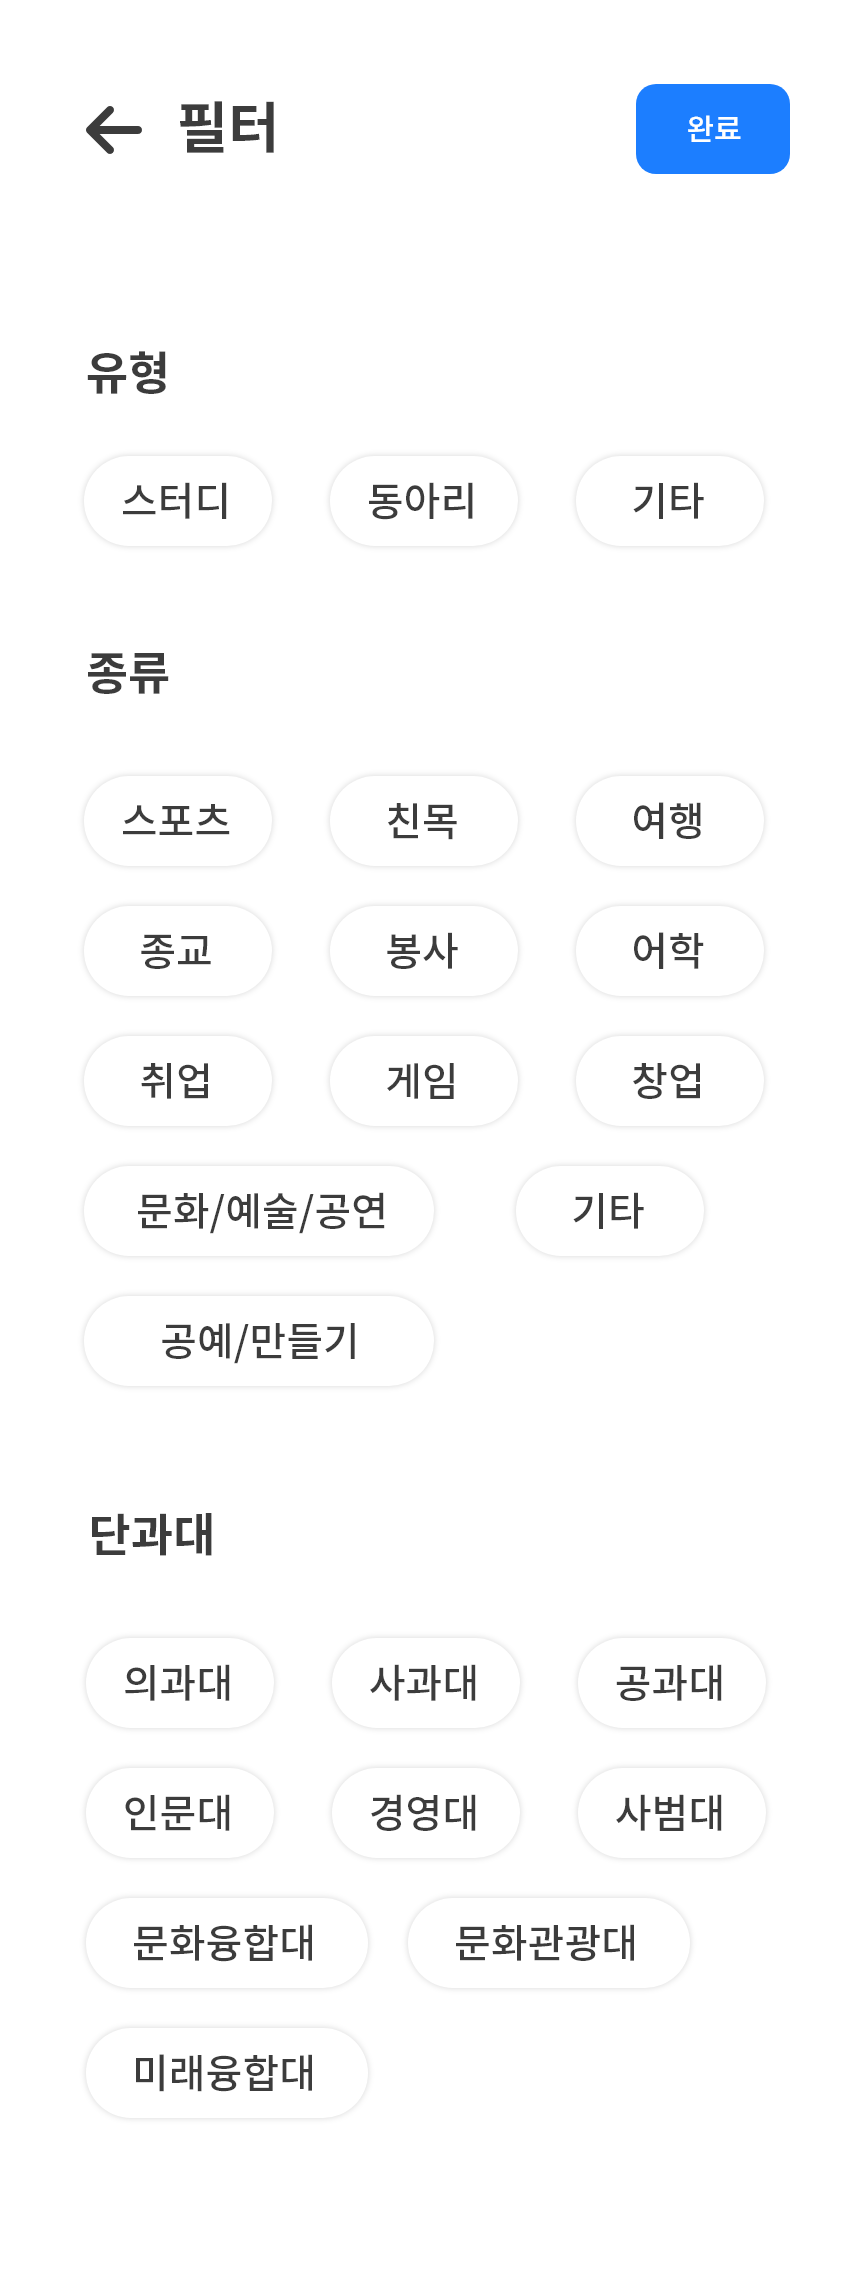 필터 완료
유형
스터디 동아리 기타
종류
스포츠 친목 여행
종교 봉사 어학
취업 게임 창업
문화/예술/공연 기타
공예/만들기
단과대
의과대 사과대 공과대
인문대 경영대 사범대
문화융합대 문화관광대
미래융합대